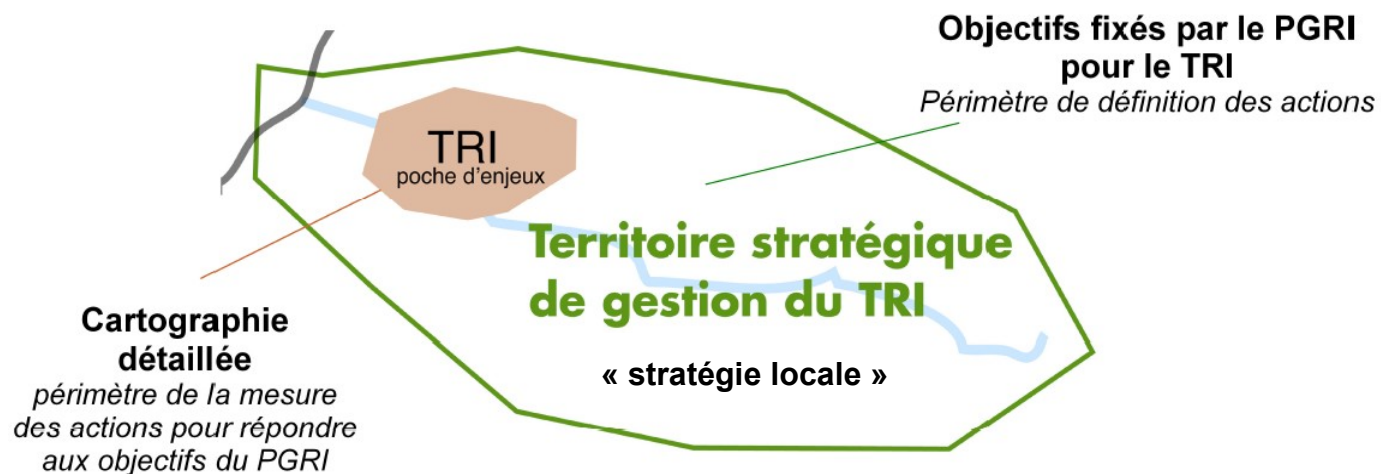 Objectifs fixés par le PGRI
pour le TRI
Périmètre de définition des actions
TRI
poche d'enjeux
Territoire stratégique
de gestion du TRI
« stratégie locale »
Cartographie
détaillée
périmètre de la mesure
des actions pour répondre
aux objectifs du PGRI